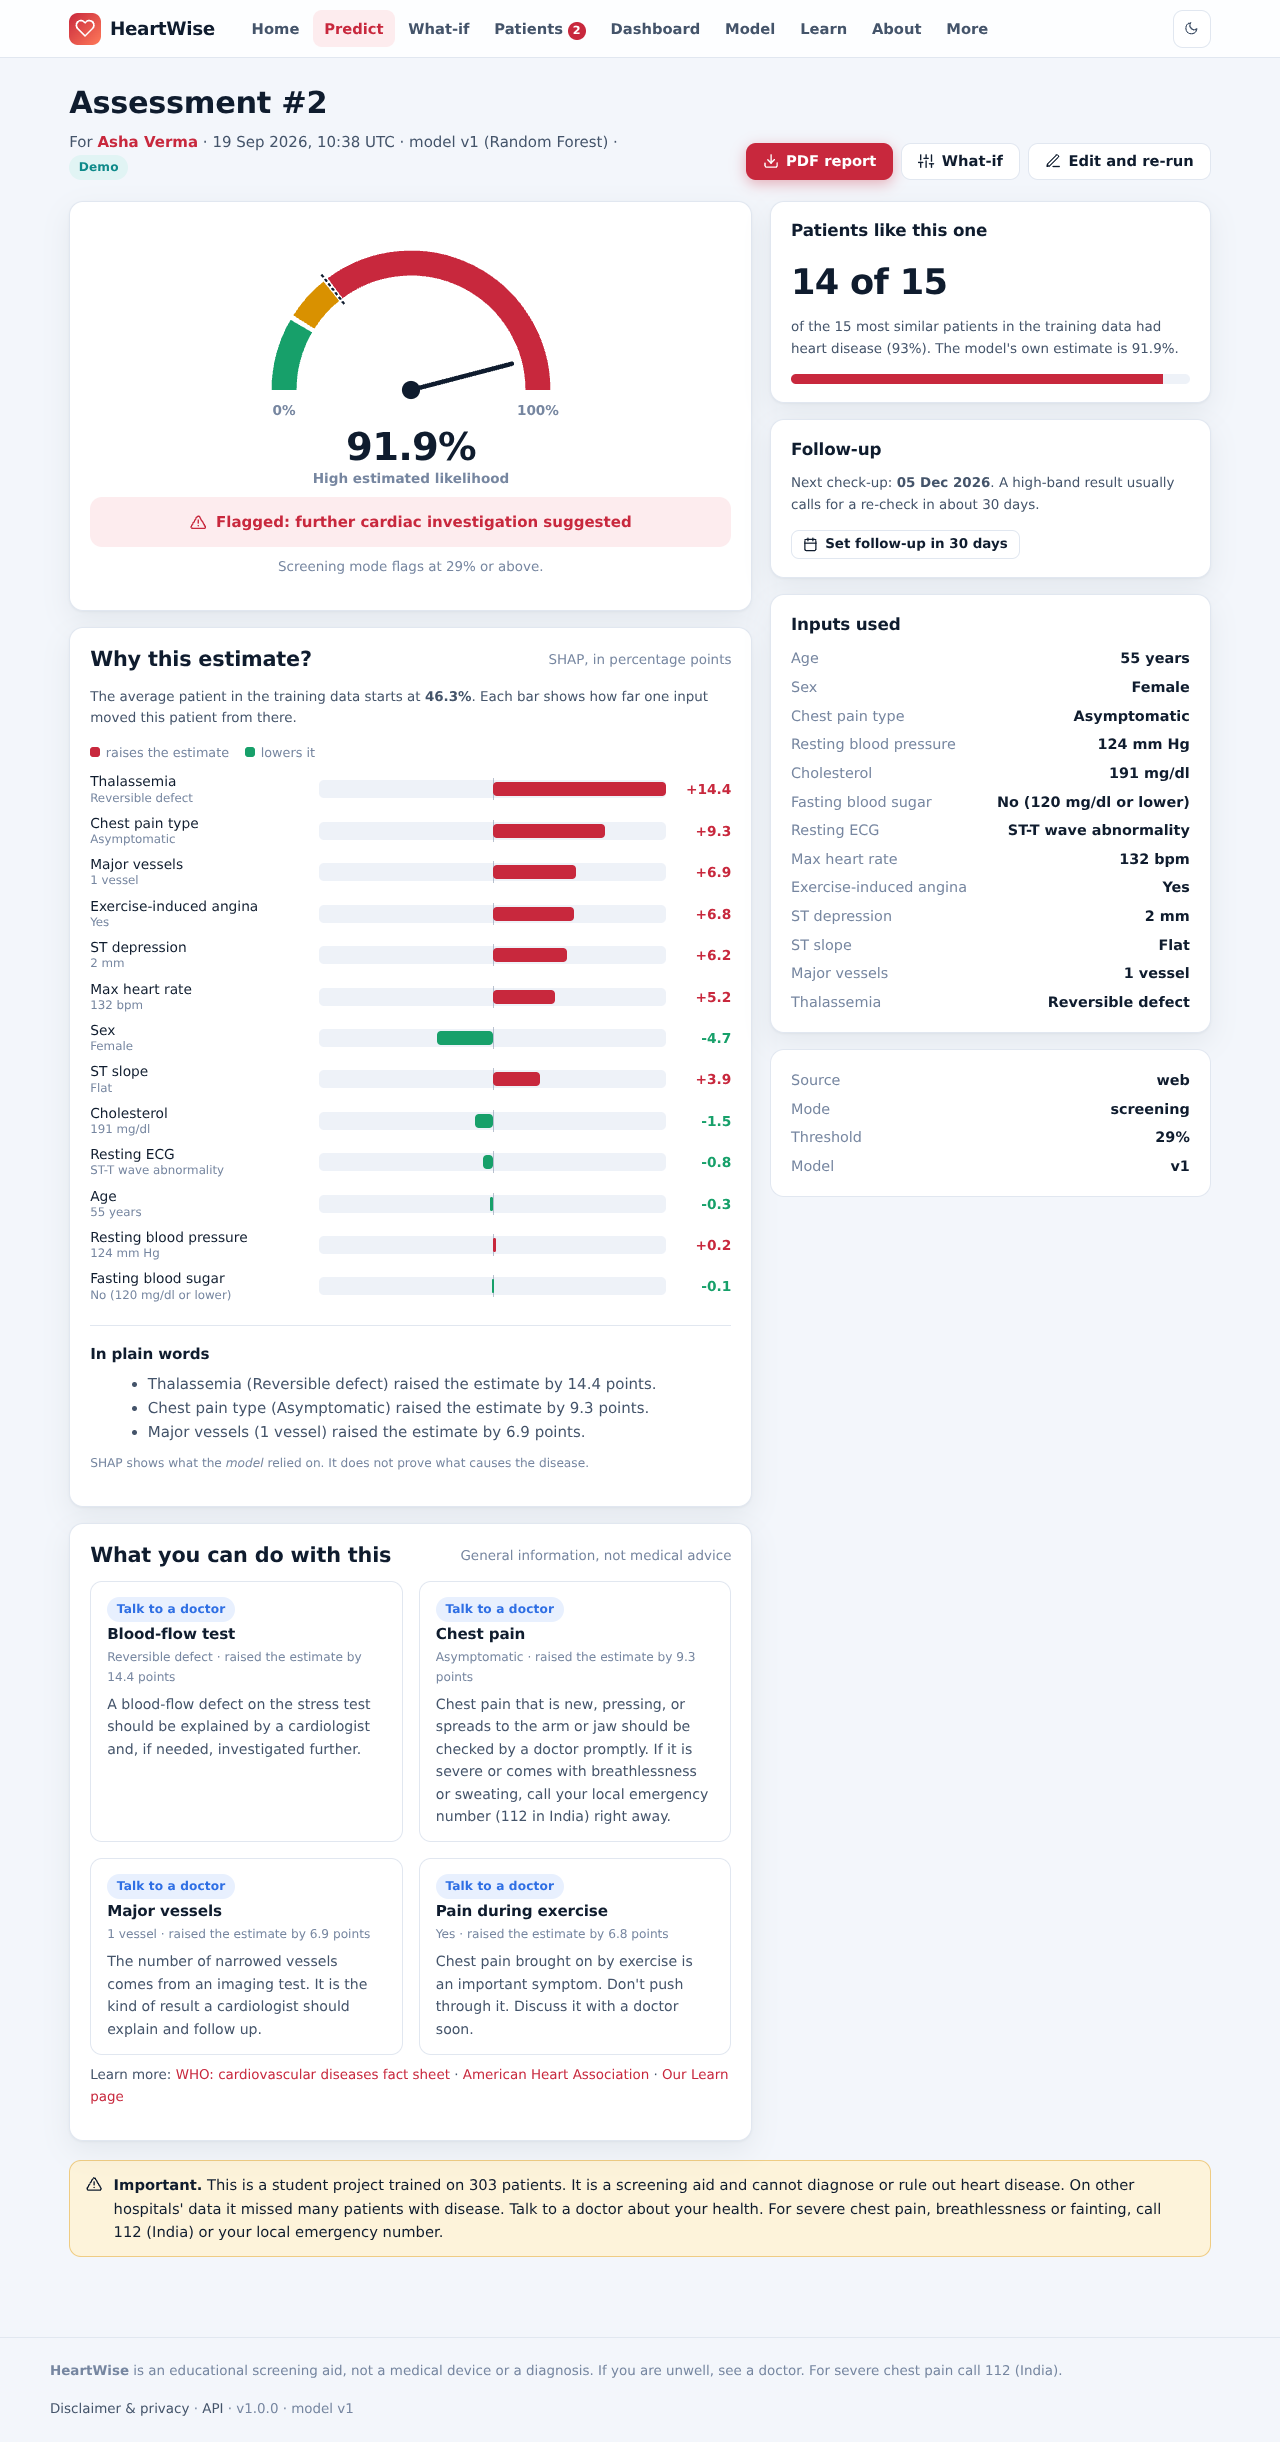 HeartWise
Home Predict What-if Patients 2 Dashboard Model Learn About More
Assessment #2
For Asha Verma · 19 Sep 2026, 10:38 UTC · model v1 (Random Forest) ·
Demo
PDF report
What-if
Edit and re-run
0%
100%
91.9%
High estimated likelihood
Flagged: further cardiac investigation suggested
Screening mode flags at 29% or above.
Why this estimate?
SHAP, in percentage points
The average patient in the training data starts at 46.3%. Each bar shows how far one input
moved this patient from there.
raises the estimate lowers it
Thalassemia
Reversible defect
+14.4
Chest pain type
Asymptomatic
+9.3
Major vessels
1 vessel
+6.9
Exercise-induced angina
Yes
+6.8
ST depression
2 mm
+6.2
Max heart rate
132 bpm
+5.2
Sex
Female
-4.7
ST slope
Flat
+3.9
Cholesterol
191 mg/dl
-1.5
Resting ECG
ST-T wave abnormality
-0.8
Age
55 years
-0.3
Resting blood pressure
124 mm Hg
+0.2
Fasting blood sugar
No (120 mg/dl or lower)
-0.1
In plain words
• Thalassemia (Reversible defect) raised the estimate by 14.4 points.
• Chest pain type (Asymptomatic) raised the estimate by 9.3 points.
• Major vessels (1 vessel) raised the estimate by 6.9 points.
SHAP shows what the model relied on. It does not prove what causes the disease.
What you can do with this
General information, not medical advice
Talk to a doctor
Blood-flow test
Reversible defect · raised the estimate by
14.4 points
A blood-flow defect on the stress test
should be explained by a cardiologist
and, if needed, investigated further.
Talk to a doctor
Chest pain
Asymptomatic · raised the estimate by 9.3
points
Chest pain that is new, pressing, or
spreads to the arm or jaw should be
checked by a doctor promptly. If it is
severe or comes with breathlessness
or sweating, call your local emergency
number (112 in India) right away.
Talk to a doctor
Major vessels
1 vessel · raised the estimate by 6.9 points
The number of narrowed vessels
comes from an imaging test. It is the
kind of result a cardiologist should
explain and follow up.
Talk to a doctor
Pain during exercise
Yes · raised the estimate by 6.8 points
Chest pain brought on by exercise is
an important symptom. Don't push
through it. Discuss it with a doctor
soon.
Learn more: WHO: cardiovascular diseases fact sheet · American Heart Association · Our Learn
page
Patients like this one
14 of 15
of the 15 most similar patients in the training data had
heart disease (93%). The model's own estimate is 91.9%.
Follow-up
Next check-up: 05 Dec 2026. A high-band result usually
calls for a re-check in about 30 days.
Set follow-up in 30 days
Inputs used
Age 55 years
Sex Female
Chest pain type Asymptomatic
Resting blood pressure 124 mm Hg
Cholesterol 191 mg/dl
Fasting blood sugar No (120 mg/dl or lower)
Resting ECG ST-T wave abnormality
Max heart rate 132 bpm
Exercise-induced angina Yes
ST depression 2 mm
ST slope Flat
Major vessels 1 vessel
Thalassemia Reversible defect
Source web
Mode screening
Threshold 29%
Model v1
Important. This is a student project trained on 303 patients. It is a screening aid and cannot diagnose or rule out heart disease. On other
hospitals' data it missed many patients with disease. Talk to a doctor about your health. For severe chest pain, breathlessness or fainting, call
112 (India) or your local emergency number.
HeartWise is an educational screening aid, not a medical device or a diagnosis. If you are unwell, see a doctor. For severe chest pain call 112 (India).
Disclaimer & privacy · API · v1.0.0 · model v1